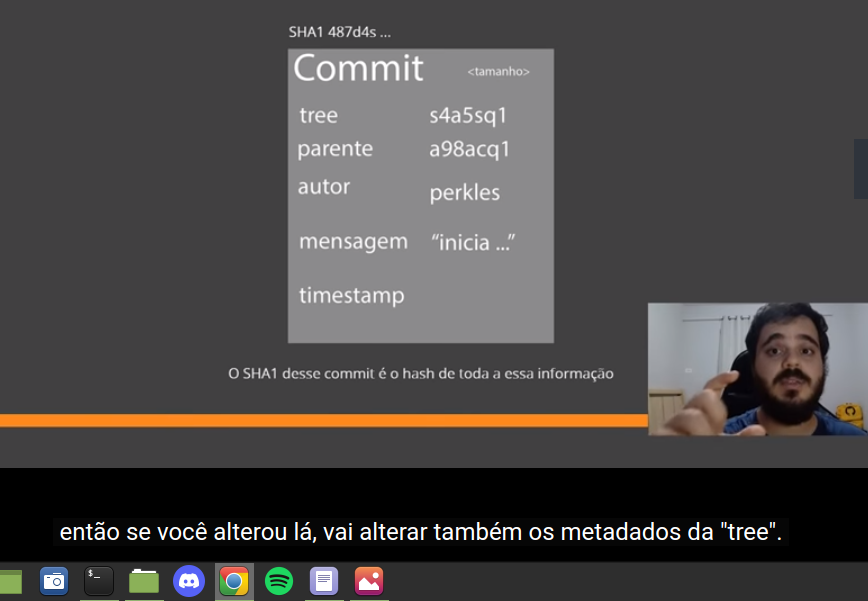 SHA1 487d4s ...
Commit <tamanho>
tree s4a5sq1
parente a98acq1
autor perkles
mensagem “inicia ...”
timestamp
O SHA1 desse commit é o hash de toda a essa informação
então se você alterou lá, vai alterar também os metadados da "tree".
$_